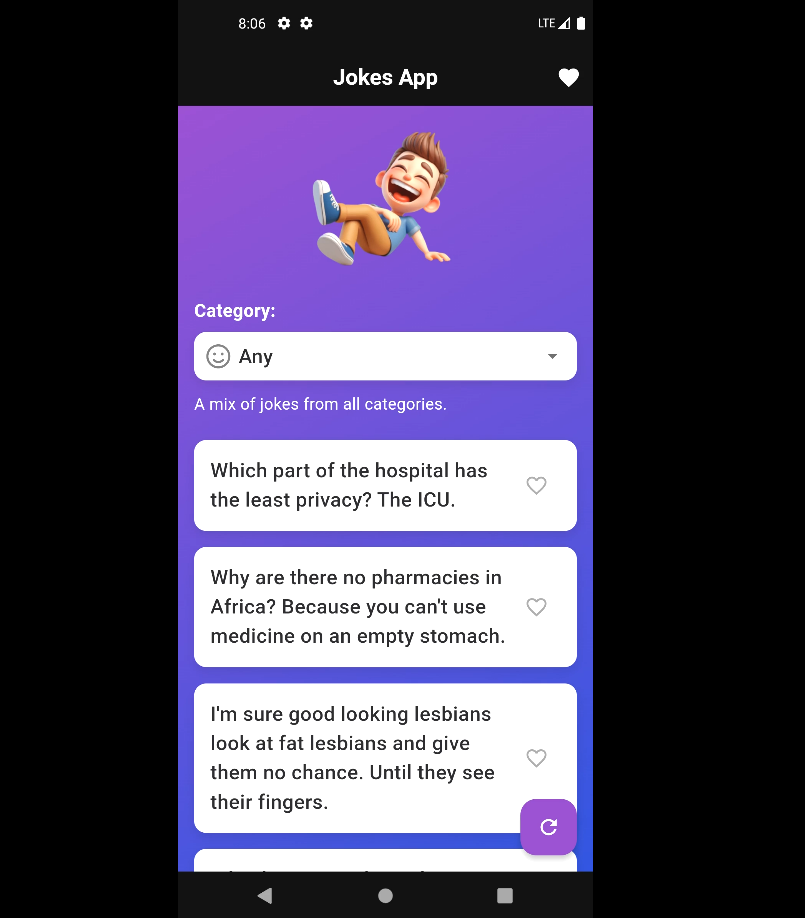 8:06
LTE
Jokes App
Category:
Any
A mix of jokes from all categories.
Which part of the hospital has
the least privacy? The ICU.
Why are there no pharmacies in
Africa? Because you can't use
medicine on an empty stomach.
I'm sure good looking lesbians
look at fat lesbians and give
them no chance. Until they see
their fingers.